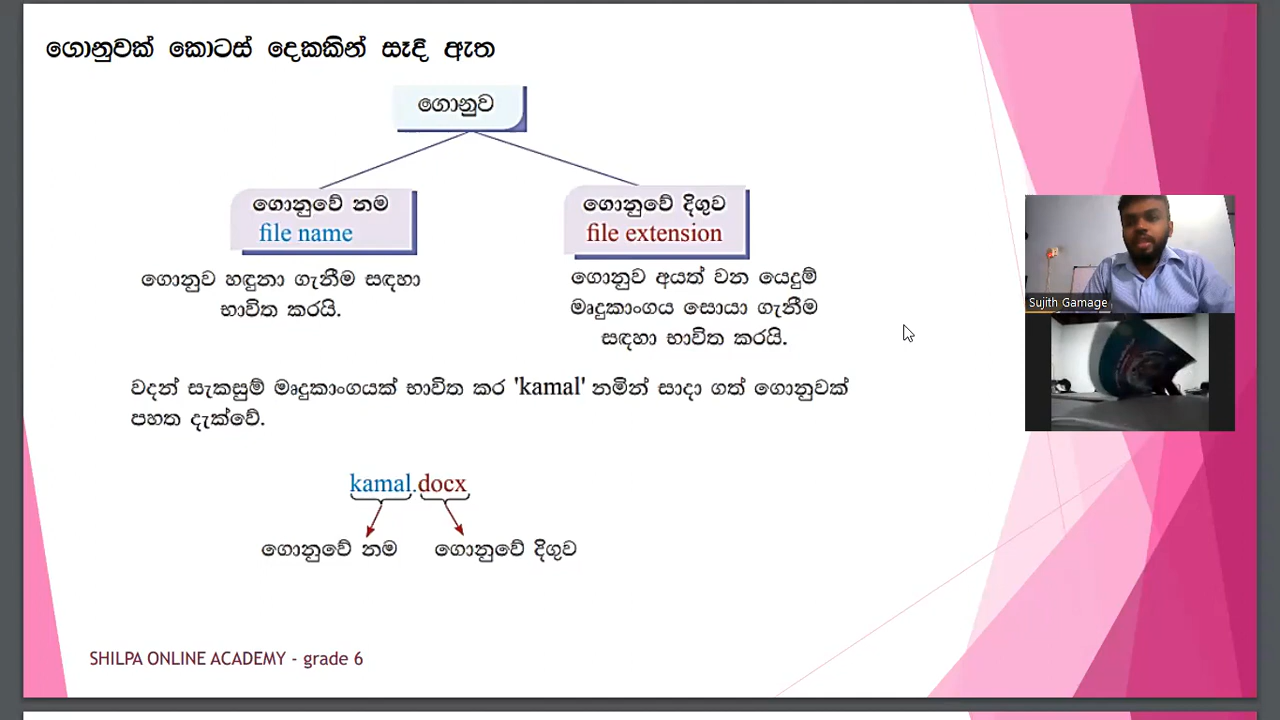 ගොනුවක් කොටස් දෙකකින් සෑදී ඇත
ගොනුව
ගොනුවේ නම
file name
ගොනුවේ දිගුව
file extension
ගොනුව හඳුනා ගැනීම සඳහා
භාවිත කරයි.
ගොනුව අයත් වන යෙදුම්
මෘදුකාංගය සොයා ගැනීම
සඳහා භාවිත කරයි.
Sujith Gamage
වදන් සැකසුම් මෘදුකාංගයක් භාවිත කර 'kamal' නමින් සාදා ගත් ගොනුවක්
පහත දැක්වේ.
kamal.docx
ගොනුවේ නම ගොනුවේ දිගුව
SHILPA ONLINE ACADEMY - grade 6